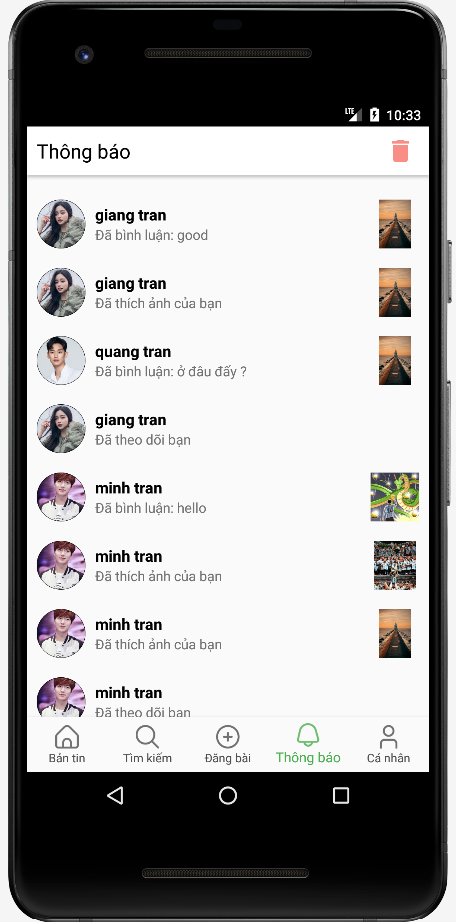 LTE 10:33
Thông báo
giang tran
Đã bình luận: good
giang tran
Đã thích ảnh của bạn
quang tran
Đã bình luận: ở đâu đấy ?
giang tran
Đã theo dõi bạn
minh tran
Đã bình luận: hello
minh tran
Đã thích ảnh của bạn
minh tran
Đã thích ảnh của bạn
minh tran
Đã theo dõi bạn
Bản tin Tìm kiếm Đăng bài Thông báo Cá nhân